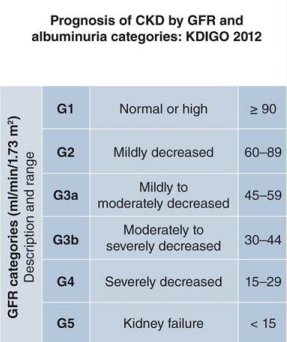 Prognosis of CKD by GFR and
albuminuria categories: KDIGO 2012
GFR categories (ml/min/1.73 m²)
Description and range
G1 Normal or high ≥ 90
G2 Mildly decreased 60–89
G3a Mildly to
moderately decreased 45–59
G3b Moderately to
severely decreased 30–44
G4 Severely decreased 15–29
G5 Kidney failure < 15